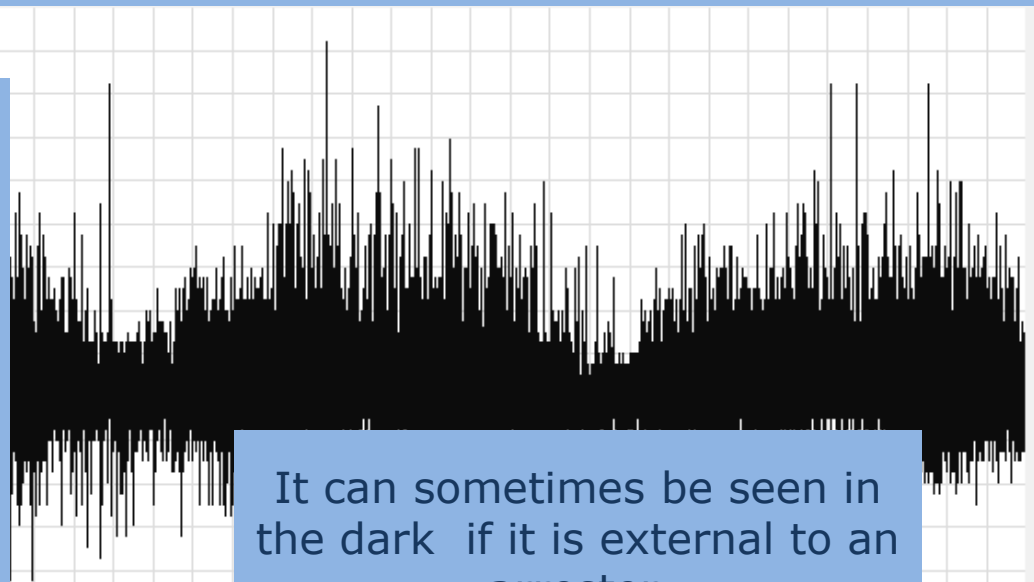 It can sometimes be seen in
the dark  if it is external to an